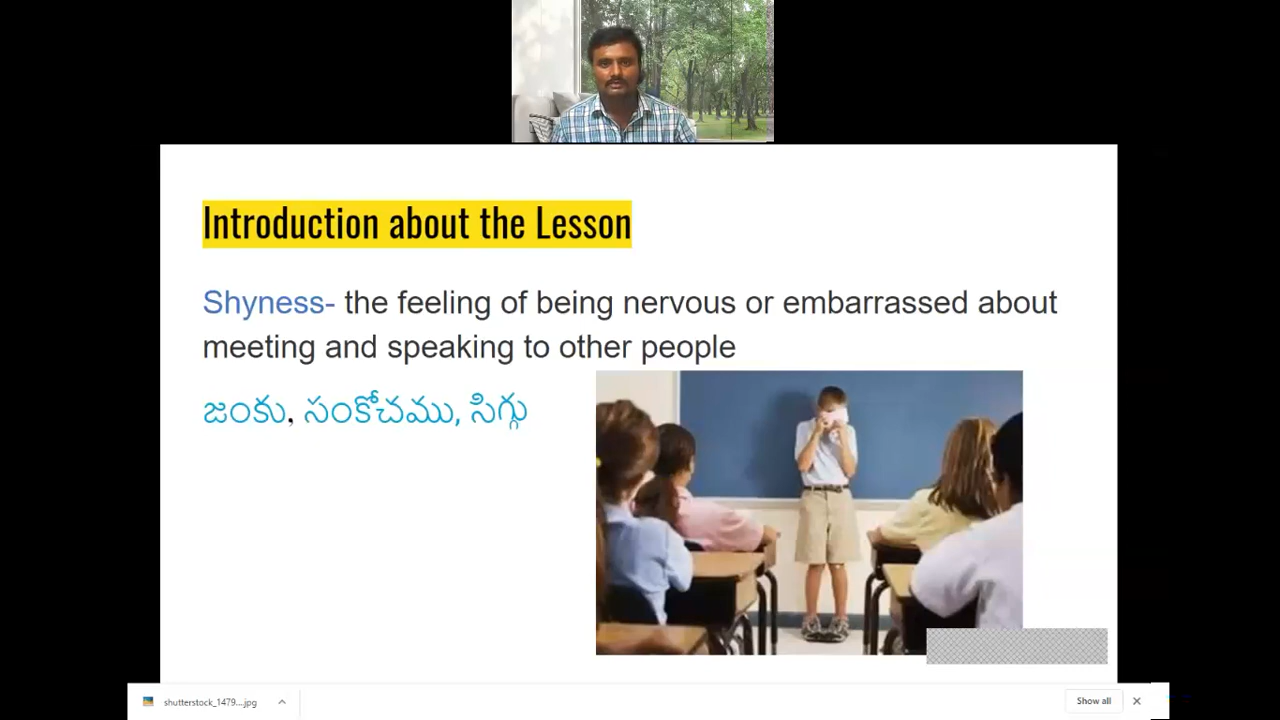 Introduction about the Lesson
Shyness- the feeling of being nervous or embarrassed about
meeting and speaking to other people
జంకు, సంకోచము, సిగ్గు
shutterstock_1479....jpg
Show all